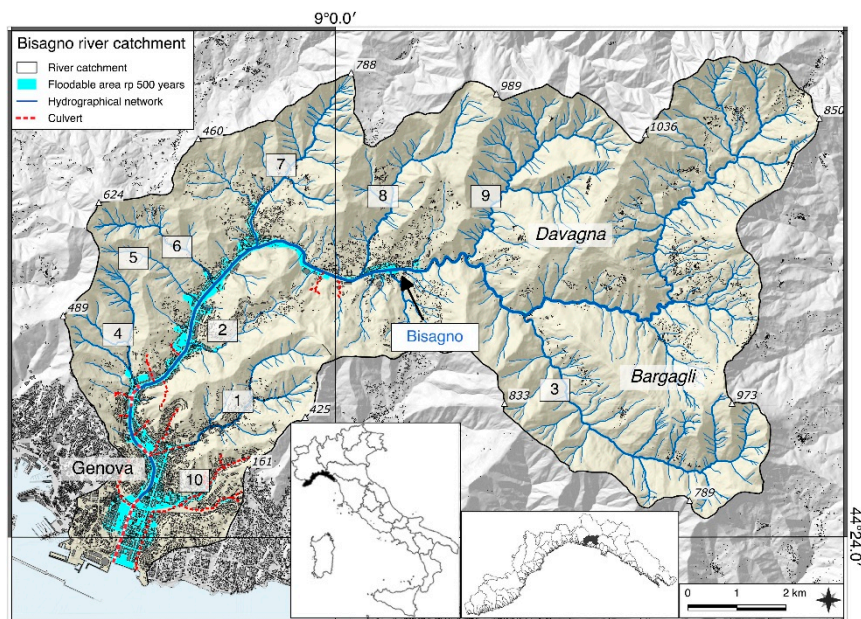 9°0.0′
Bisagno river catchment
River catchment
Floodable area rp 500 years
Hydrographical network
Culvert
788
989
850
1036
460
7
8
9
624
Davagna
6
5
489
4
2
Bisagno
Bargagli
1
3
973
833
425
Genova
161
10
789
44°24.0′
0 1 2 km